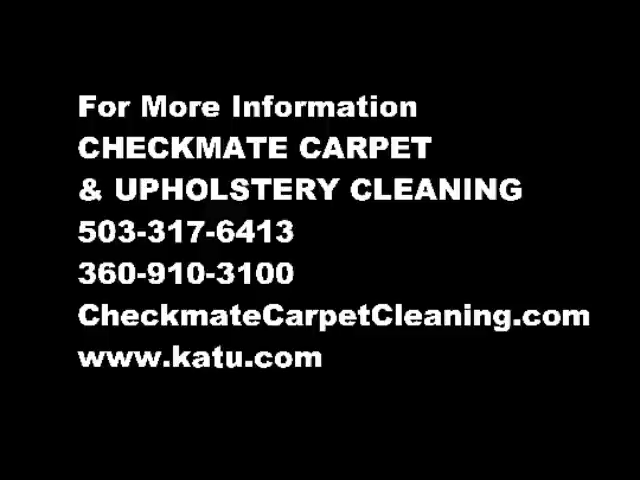 For More Information
CHECKMATE CARPET
& UPHOLSTERY CLEANING
503-317-6413
360-910-3100
CheckmateCarpetCleaning.com
www.katu.com